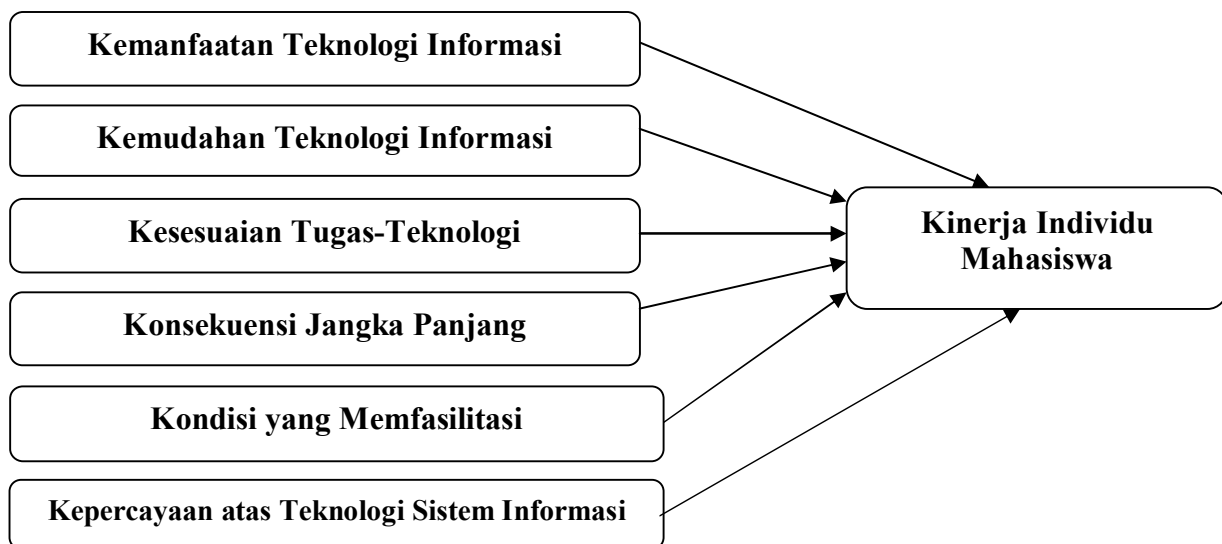 Kemanfaatan Teknologi Informasi
Kemudahan Teknologi Informasi
Kesesuaian Tugas-Teknologi
Konsekuensi Jangka Panjang
Kondisi yang Memfasilitasi
Kepercayaan atas Teknologi Sistem Informasi
Kinerja Individu
Mahasiswa